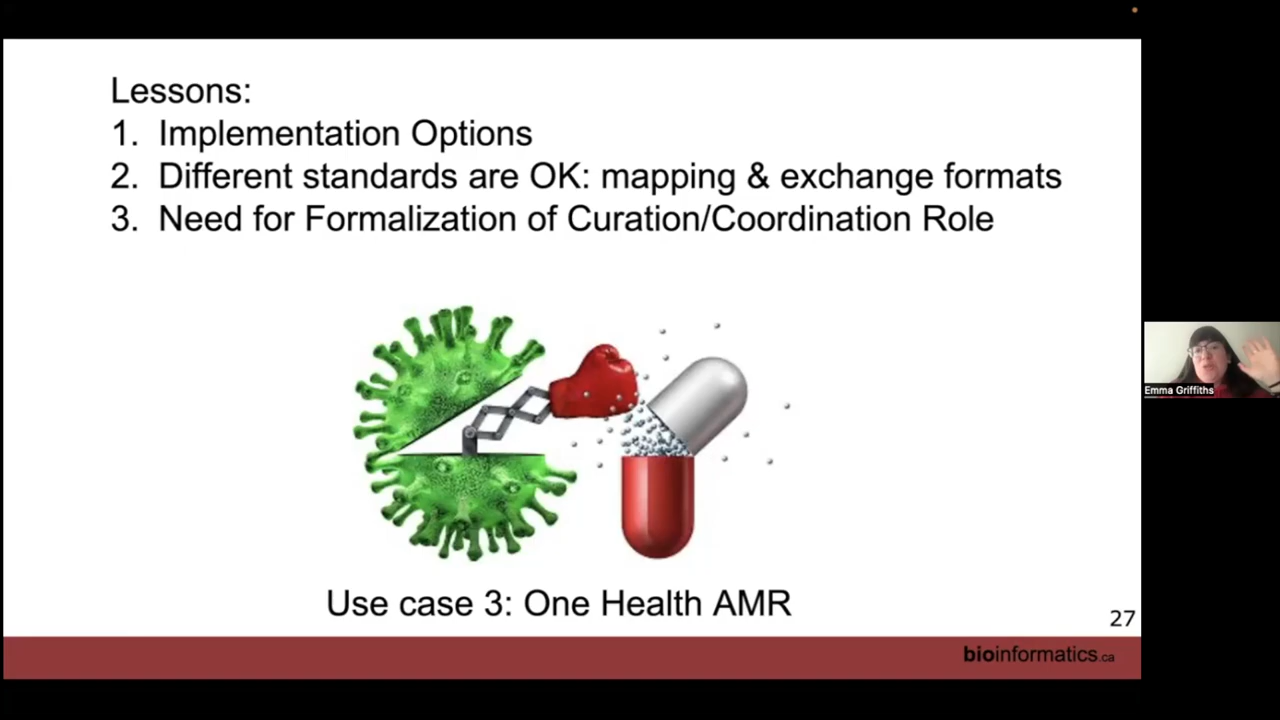 Lessons:
1. Implementation Options
2. Different standards are OK: mapping & exchange formats
3. Need for Formalization of Curation/Coordination Role
Emma Griffiths
Use case 3: One Health AMR
27
bioinformatics.ca